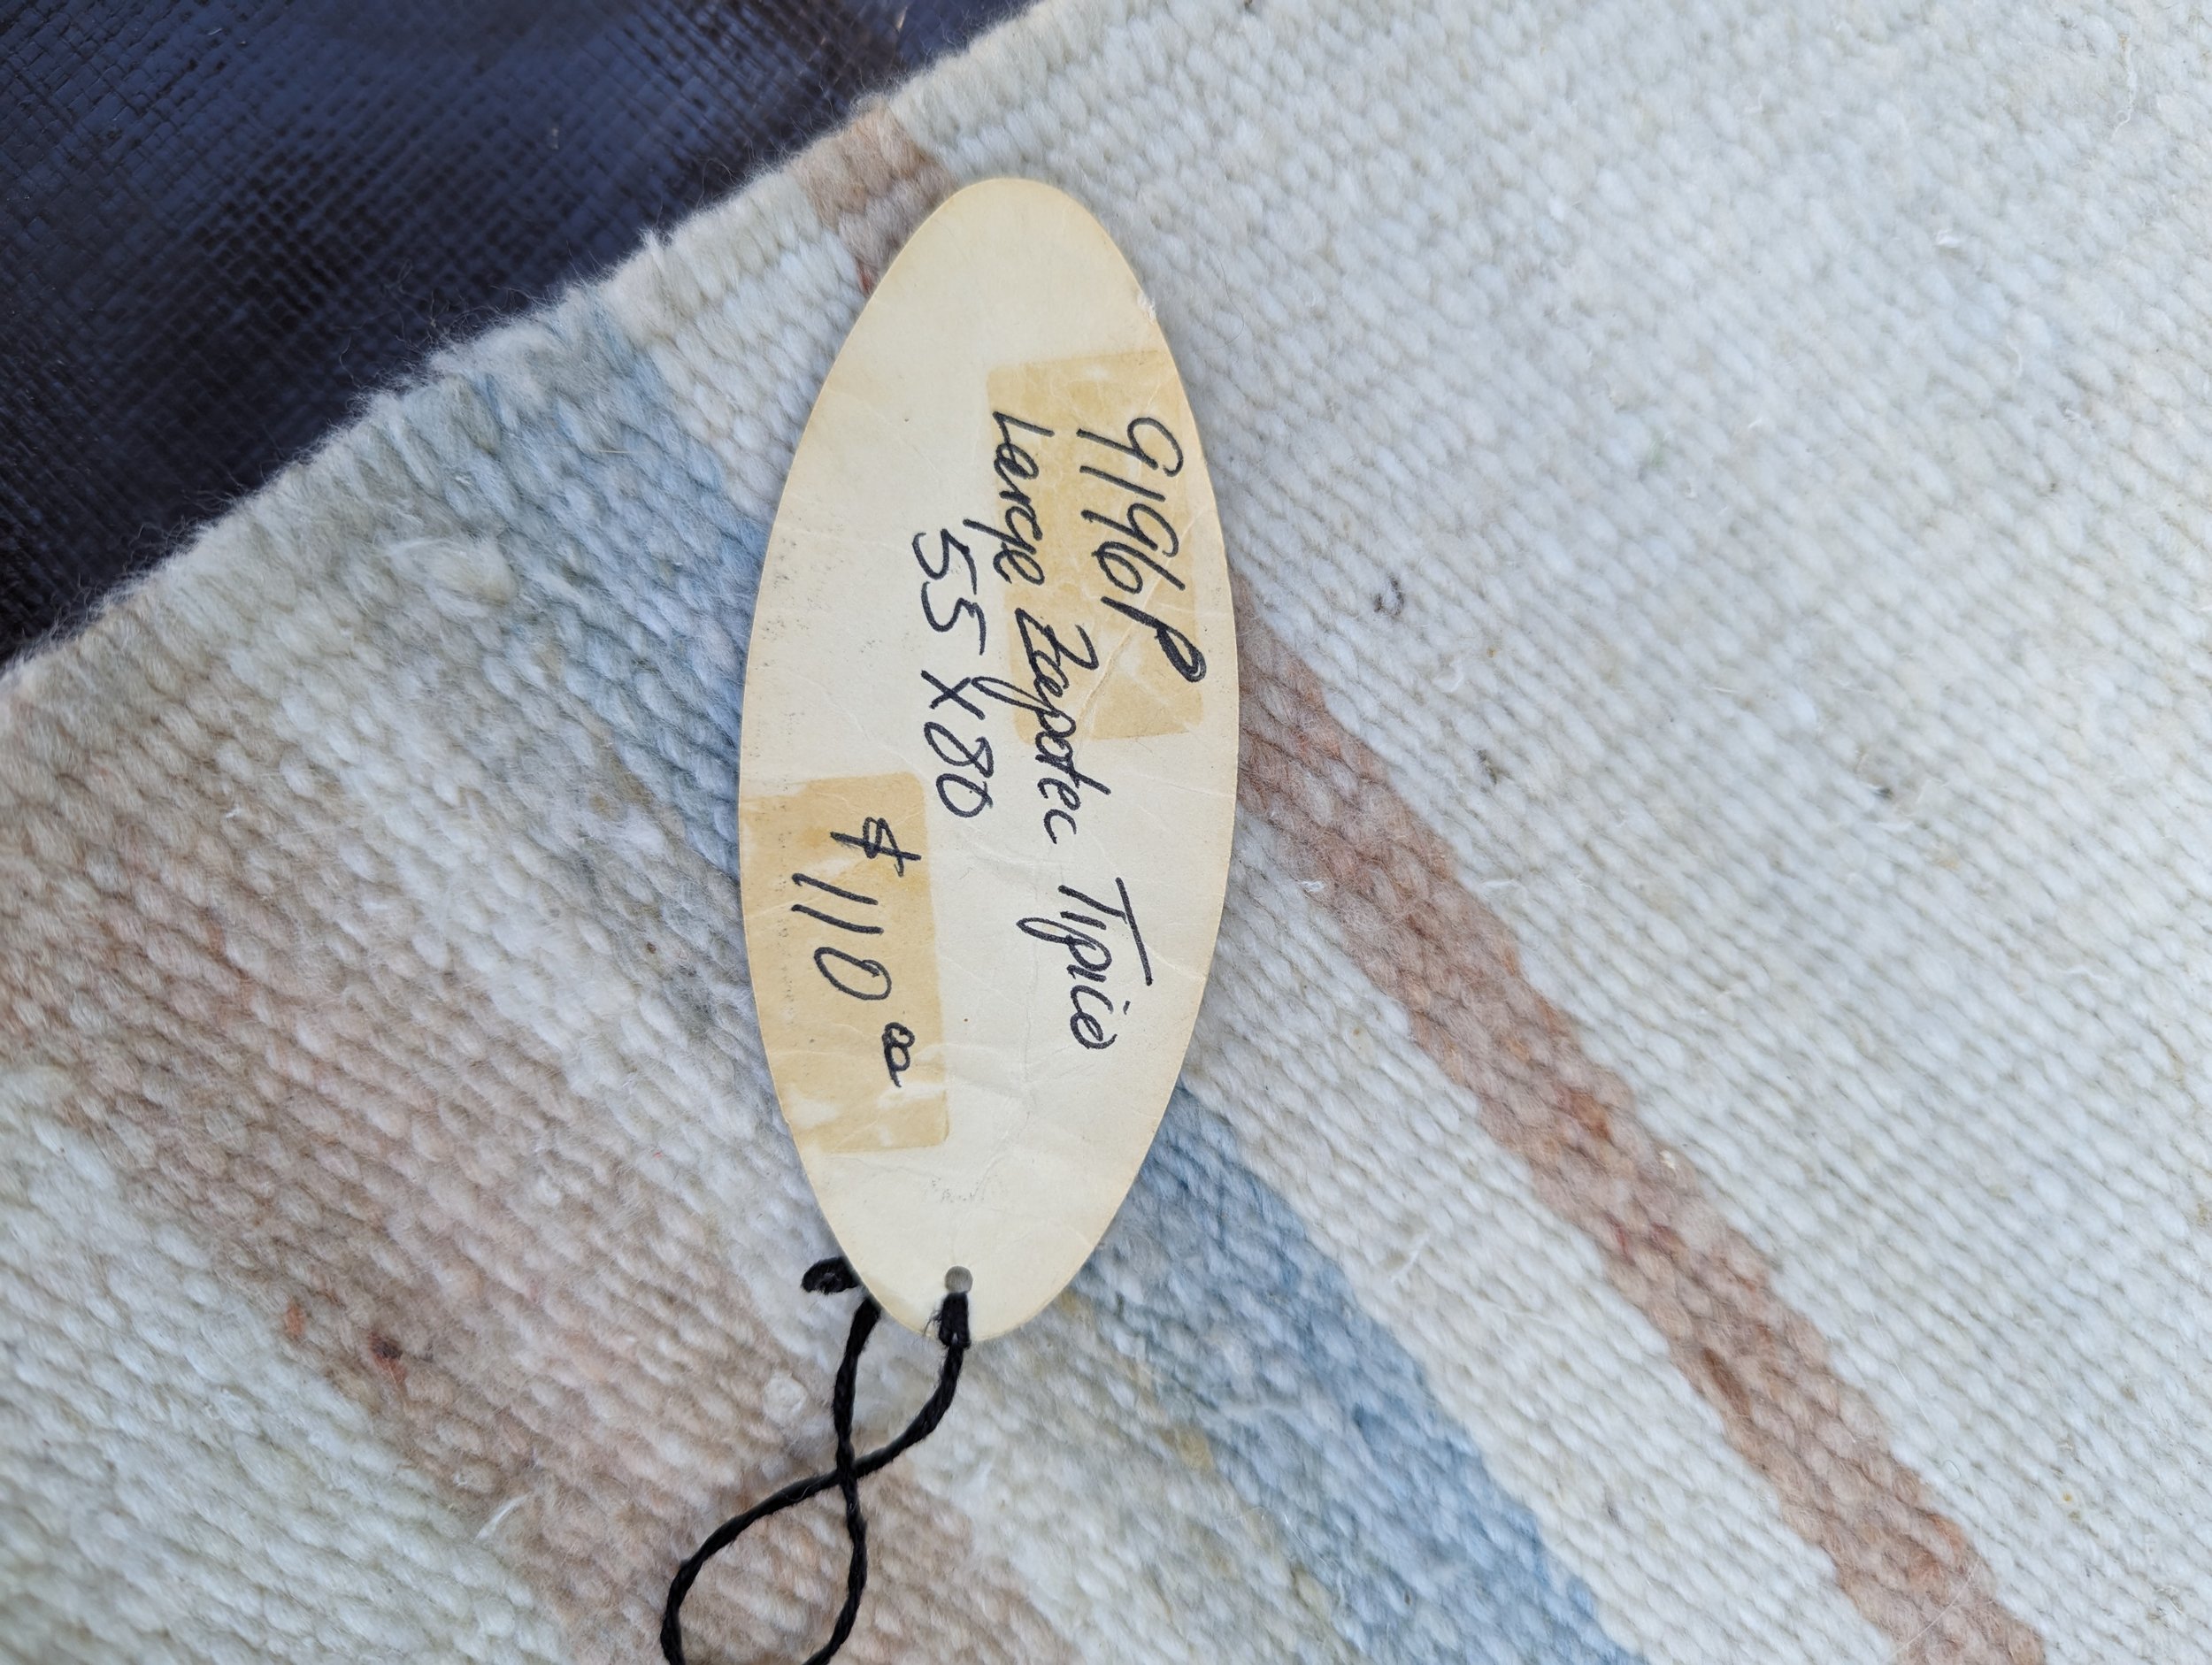 9196P
Large Zapotec Tipico
55 X 80
$110 00